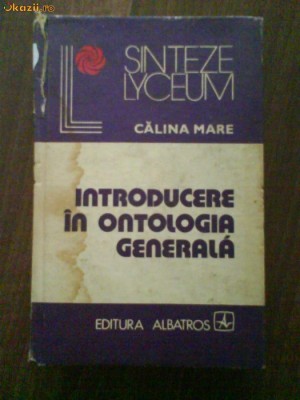 Okazii.ro
SINTEZE
LYCEUM
CĂLINA MARE
INTRODUCERE
ÎN ONTOLOGIA
GENERALĂ
EDITURA ALBATROS